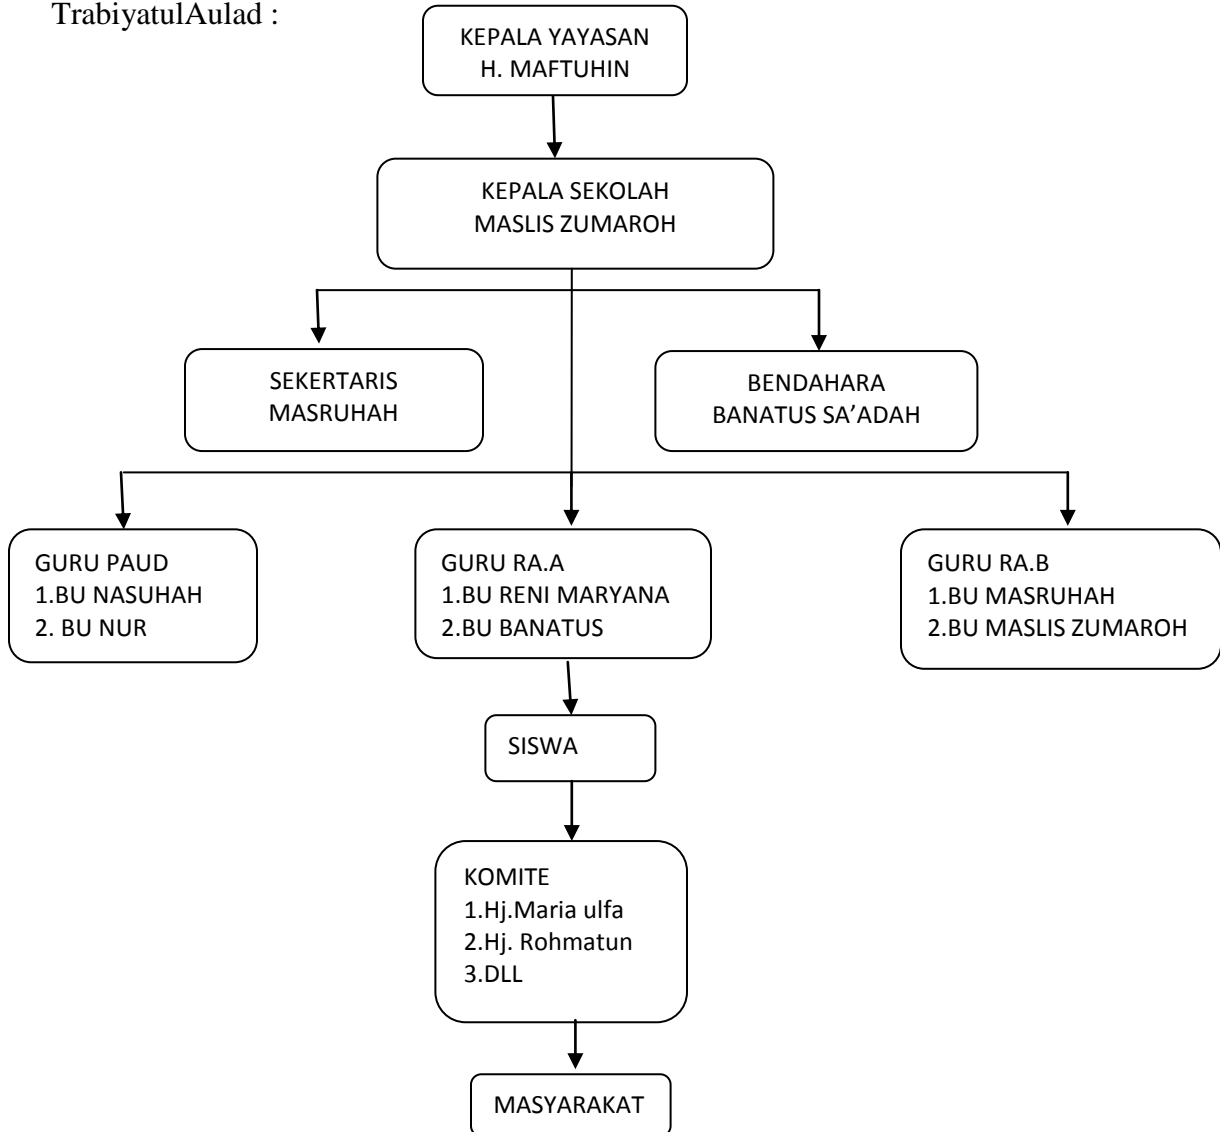 TrabiyatulAulad :
KEPALA YAYASAN
H. MAFTUHIN
KEPALA SEKOLAH
MASLIS ZUMAROH
SEKERTARIS
MASRUHAH
BENDAHARA
BANATUS SA’ADAH
GURU PAUD
1.BU NASUHAH
2. BU NUR
GURU RA.A
1.BU RENI MARYANA
2.BU BANATUS
GURU RA.B
1.BU MASRUHAH
2.BU MASLIS ZUMAROH
SISWA
KOMITE
1.Hj.Maria ulfa
2.Hj. Rohmatun
3.DLL
MASYARAKAT